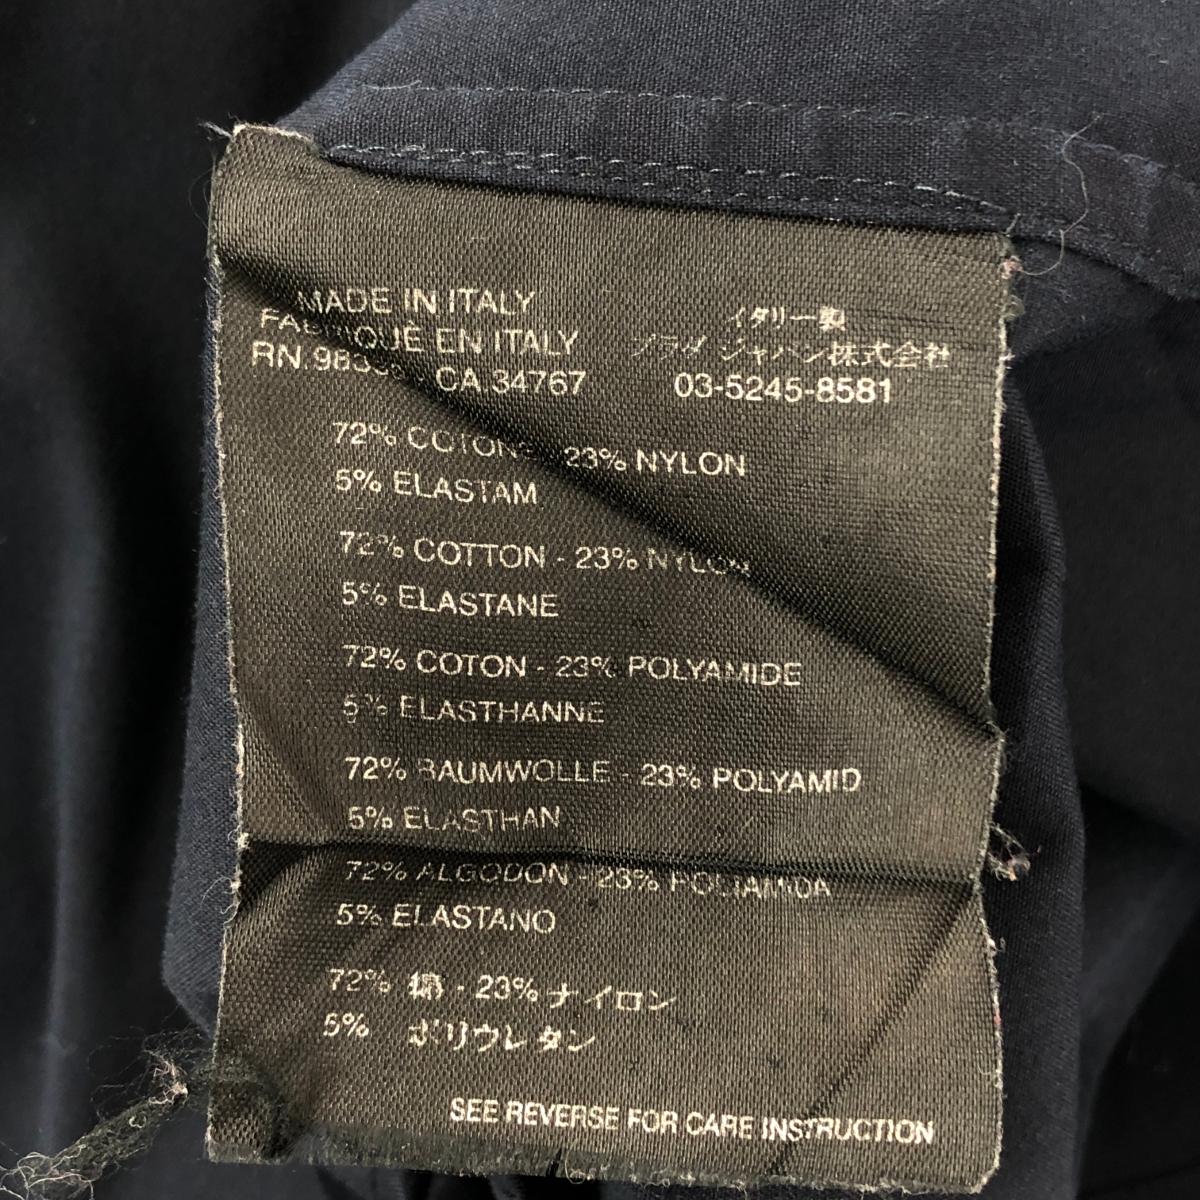 MADE IN ITALY
FABRIQUÉ EN ITALY
CA 34767
イタリー製
プラダ ジャパン株式会社
03-5245-8581
72% COTONE 23% NYLON
5% ELASTAM
72% COTTON - 23% NYLON
5% ELASTANE
72% COTON - 23% POLYAMIDE
5% ELASTHANNE
72% BAUMWOLLE - 23% POLYAMID
5% ELASTHAN
72% ALGODON - 23% POLIAMIDA
5% ELASTANO
72% 綿 - 23% ナイロン
5% ポリウレタン
SEE REVERSE FOR CARE INSTRUCTION